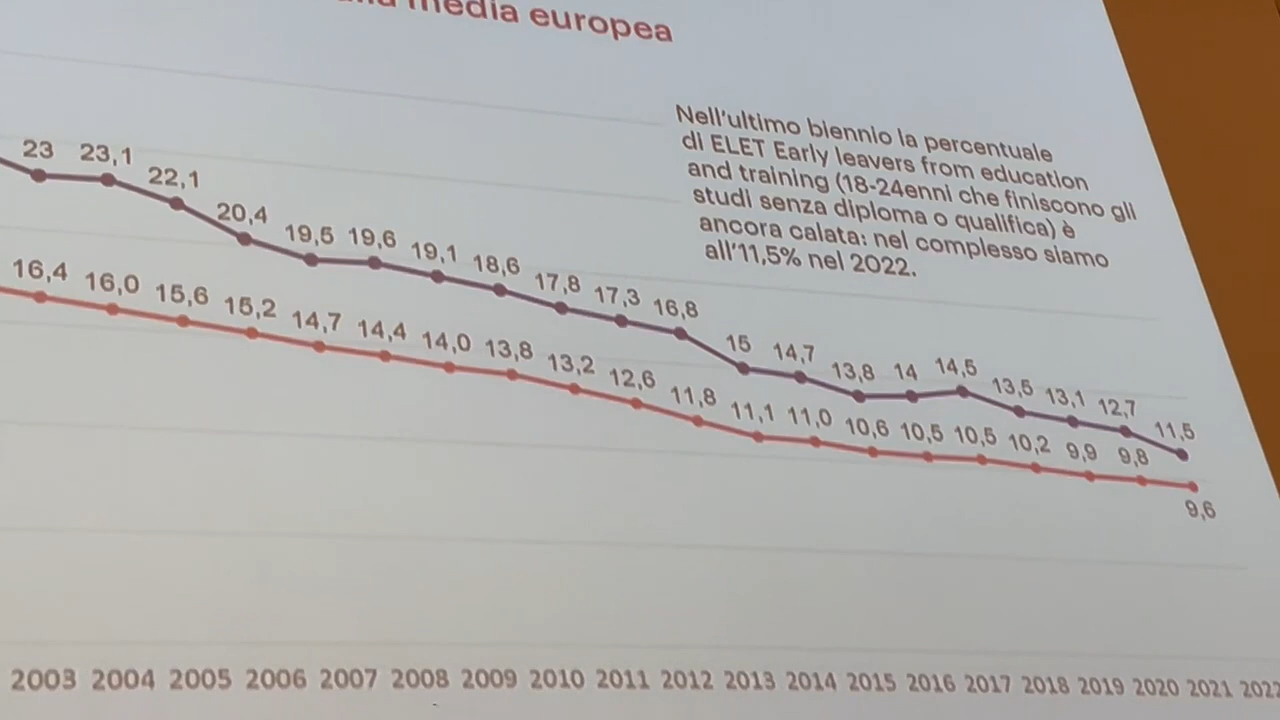 media europea
Nell'ultimo biennio la percentuale
di ELET Early leavers from education
and training (18-24enni che finiscono gli
studi senza diploma o qualifica) è
ancora calata: nel complesso siamo
all'11,5% nel 2022.
23 23,1 22,1 20,4 19,5 19,6 19,1 18,6 17,8 17,3 16,8 15 14,7 13,8 14 14,5 13,5 13,1 12,7 11,5
16,4 16,0 15,6 15,2 14,7 14,4 14,0 13,8 13,2 12,6 11,8 11,1 11,0 10,6 10,5 10,5 10,2 9,9 9,8 9,6
2003 2004 2005 2006 2007 2008 2009 2010 2011 2012 2013 2014 2015 2016 2017 2018 2019 2020 2021 2022